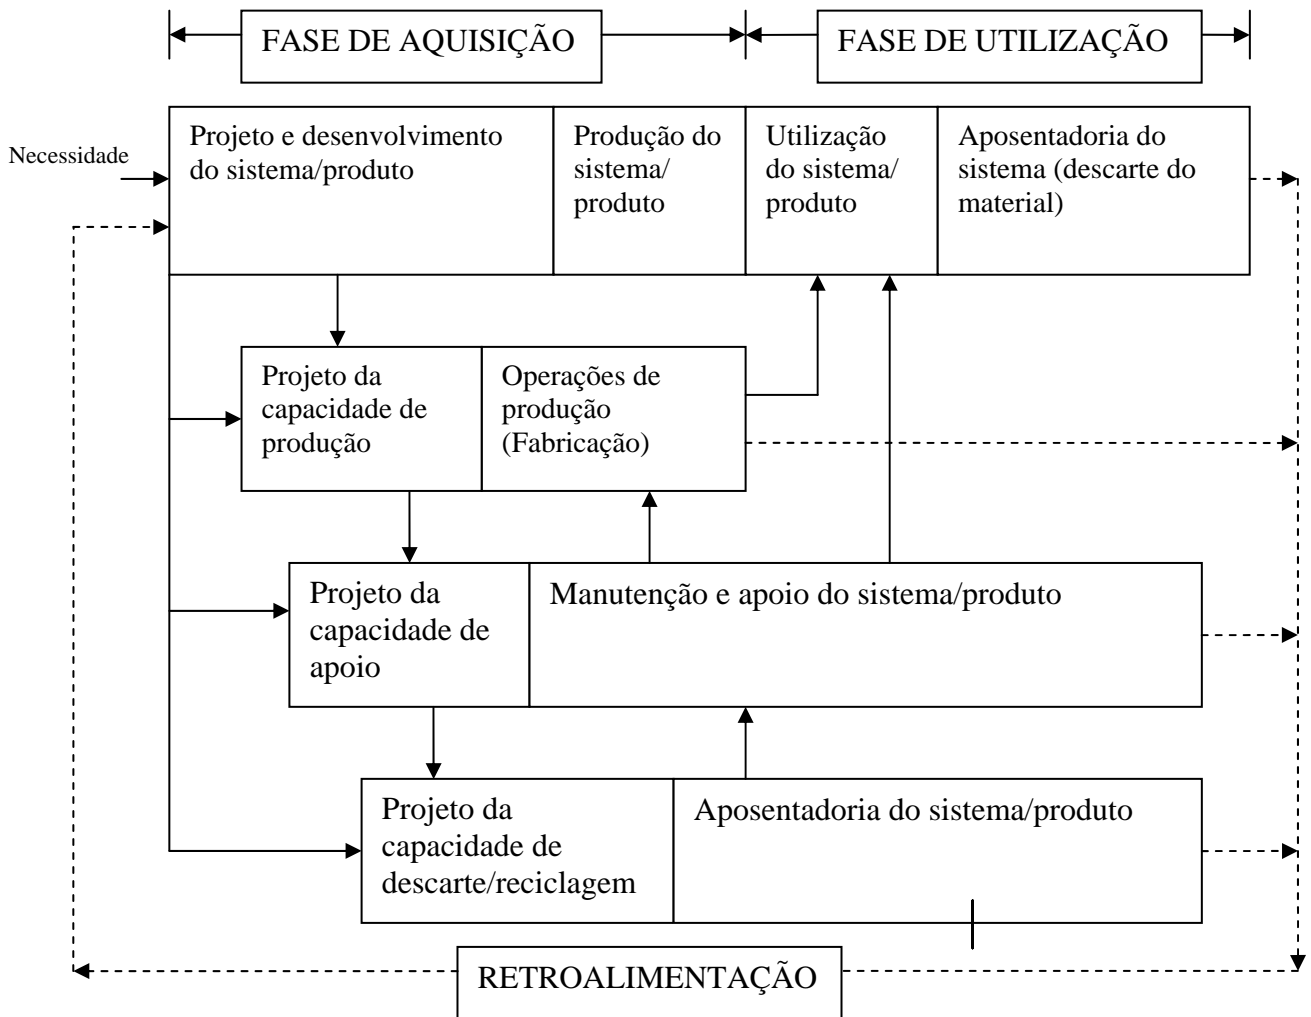 FASE DE AQUISIÇÃO
FASE DE UTILIZAÇÃO
Necessidade
Projeto e desenvolvimento
do sistema/produto
Produção do
sistema/
produto
Utilização
do sistema/
produto
Aposentadoria do
sistema (descarte do
material)
Projeto da
capacidade de
produção
Operações de
produção
(Fabricação)
Projeto da
capacidade de
apoio
Manutenção e apoio do sistema/produto
Projeto da
capacidade de
descarte/reciclagem
Aposentadoria do sistema/produto
RETROALIMENTAÇÃO